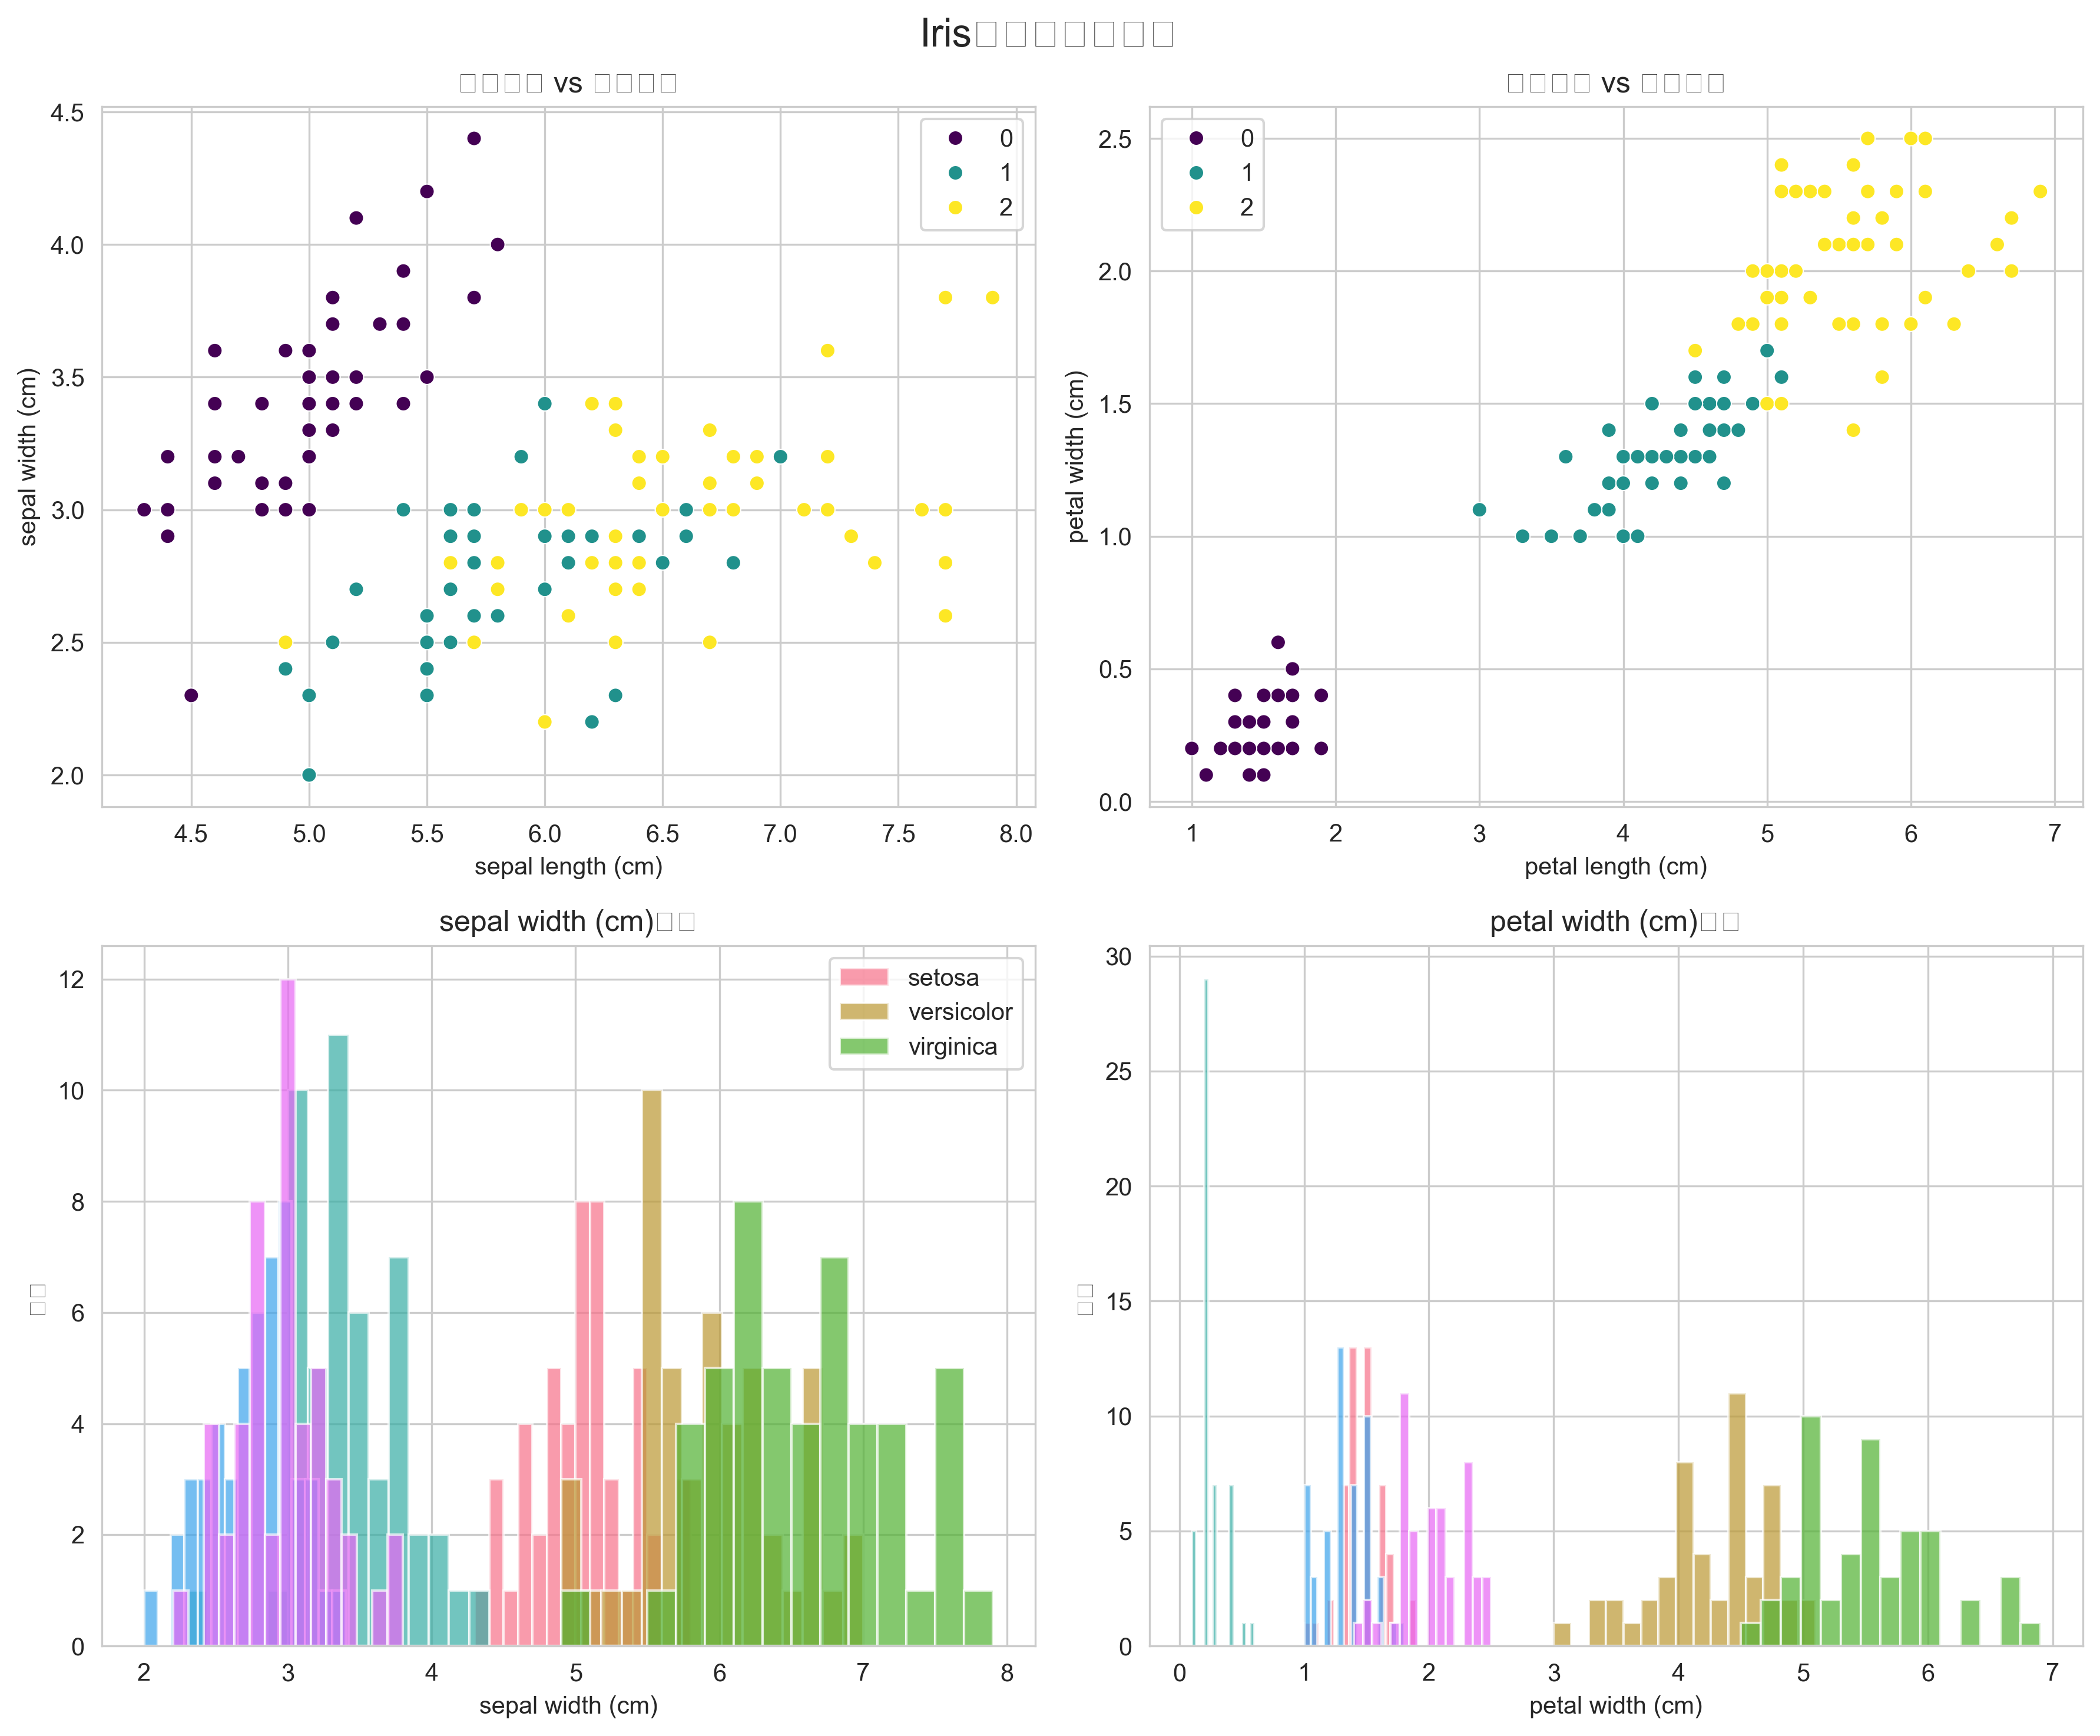 Iris
vs
4.5
4.0
3.5
3.0
2.5
2.0
sepal width (cm)
0
1
2
4.5 5.0 5.5 6.0 6.5 7.0 7.5 8.0
sepal length (cm)
vs
2.5
2.0
1.5
1.0
0.5
0.0
petal width (cm)
0
1
2
1 2 3 4 5 6 7
petal length (cm)
sepal width (cm)
12
10
8
6
4
2
0
setosa
versicolor
virginica
2 3 4 5 6 7 8
sepal width (cm)
petal width (cm)
30
25
20
15
10
5
0
0 1 2 3 4 5 6 7
petal width (cm)